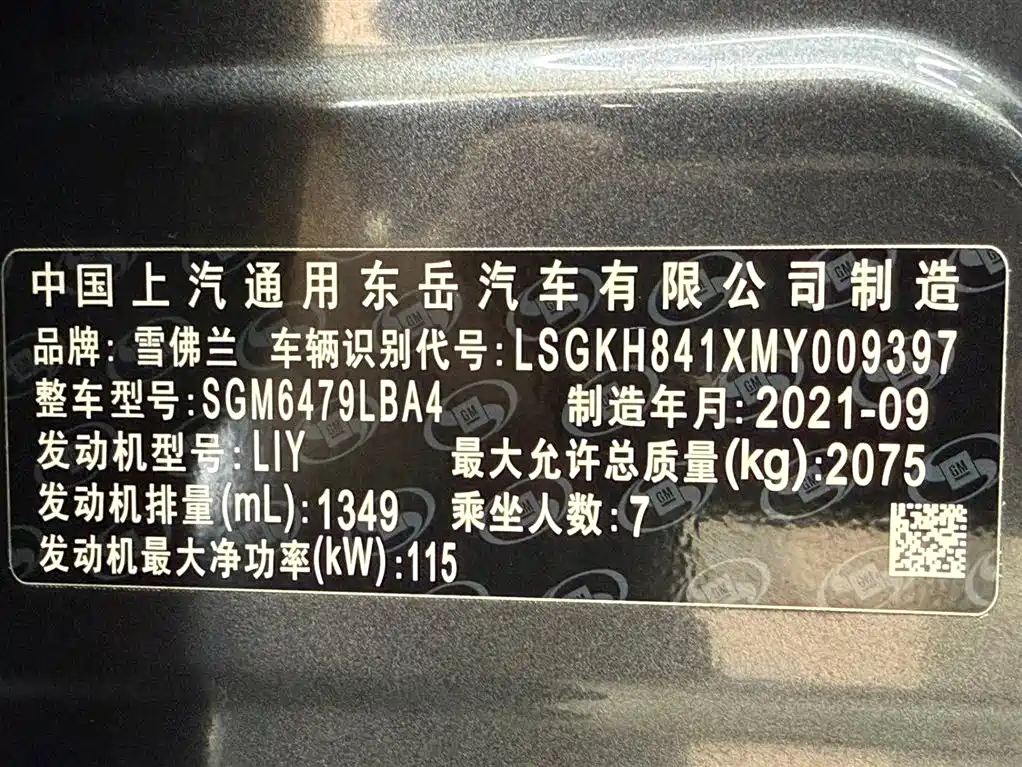 中国上汽通用东岳汽车有限公司制造
品牌: 雪佛兰 车辆识别代号:LSGKH841XMY009397
整车型号:SGM6479LBA4 制造年月:2021-09
发动机型号:LIY 最大允许总质量(kg):2075
发动机排量(mL):1349 乘坐人数:7
发动机最大净功率(kW):115